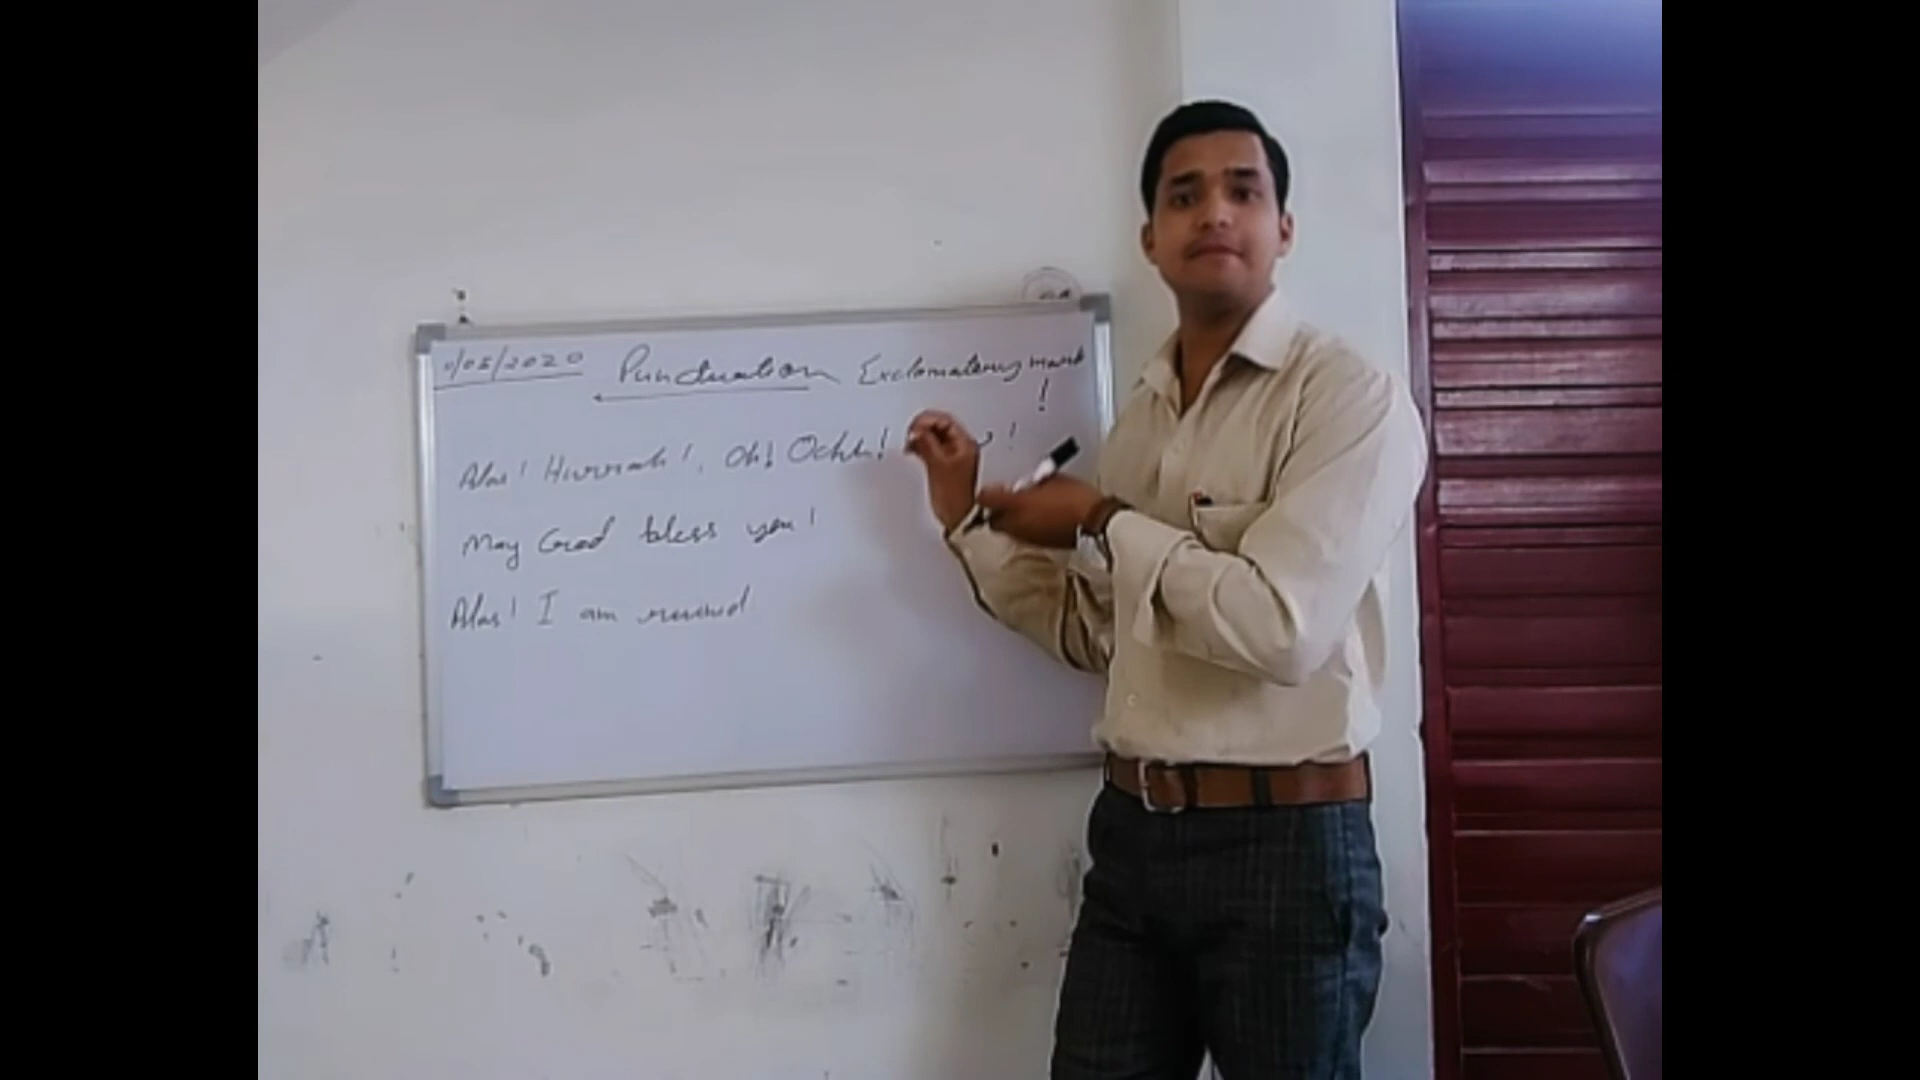 /05/2020 Punctuation Exclamatory mark
!
Alas! Hurrah!, Oh! Ochh! !
May God bless you!
Alas! I am ruined